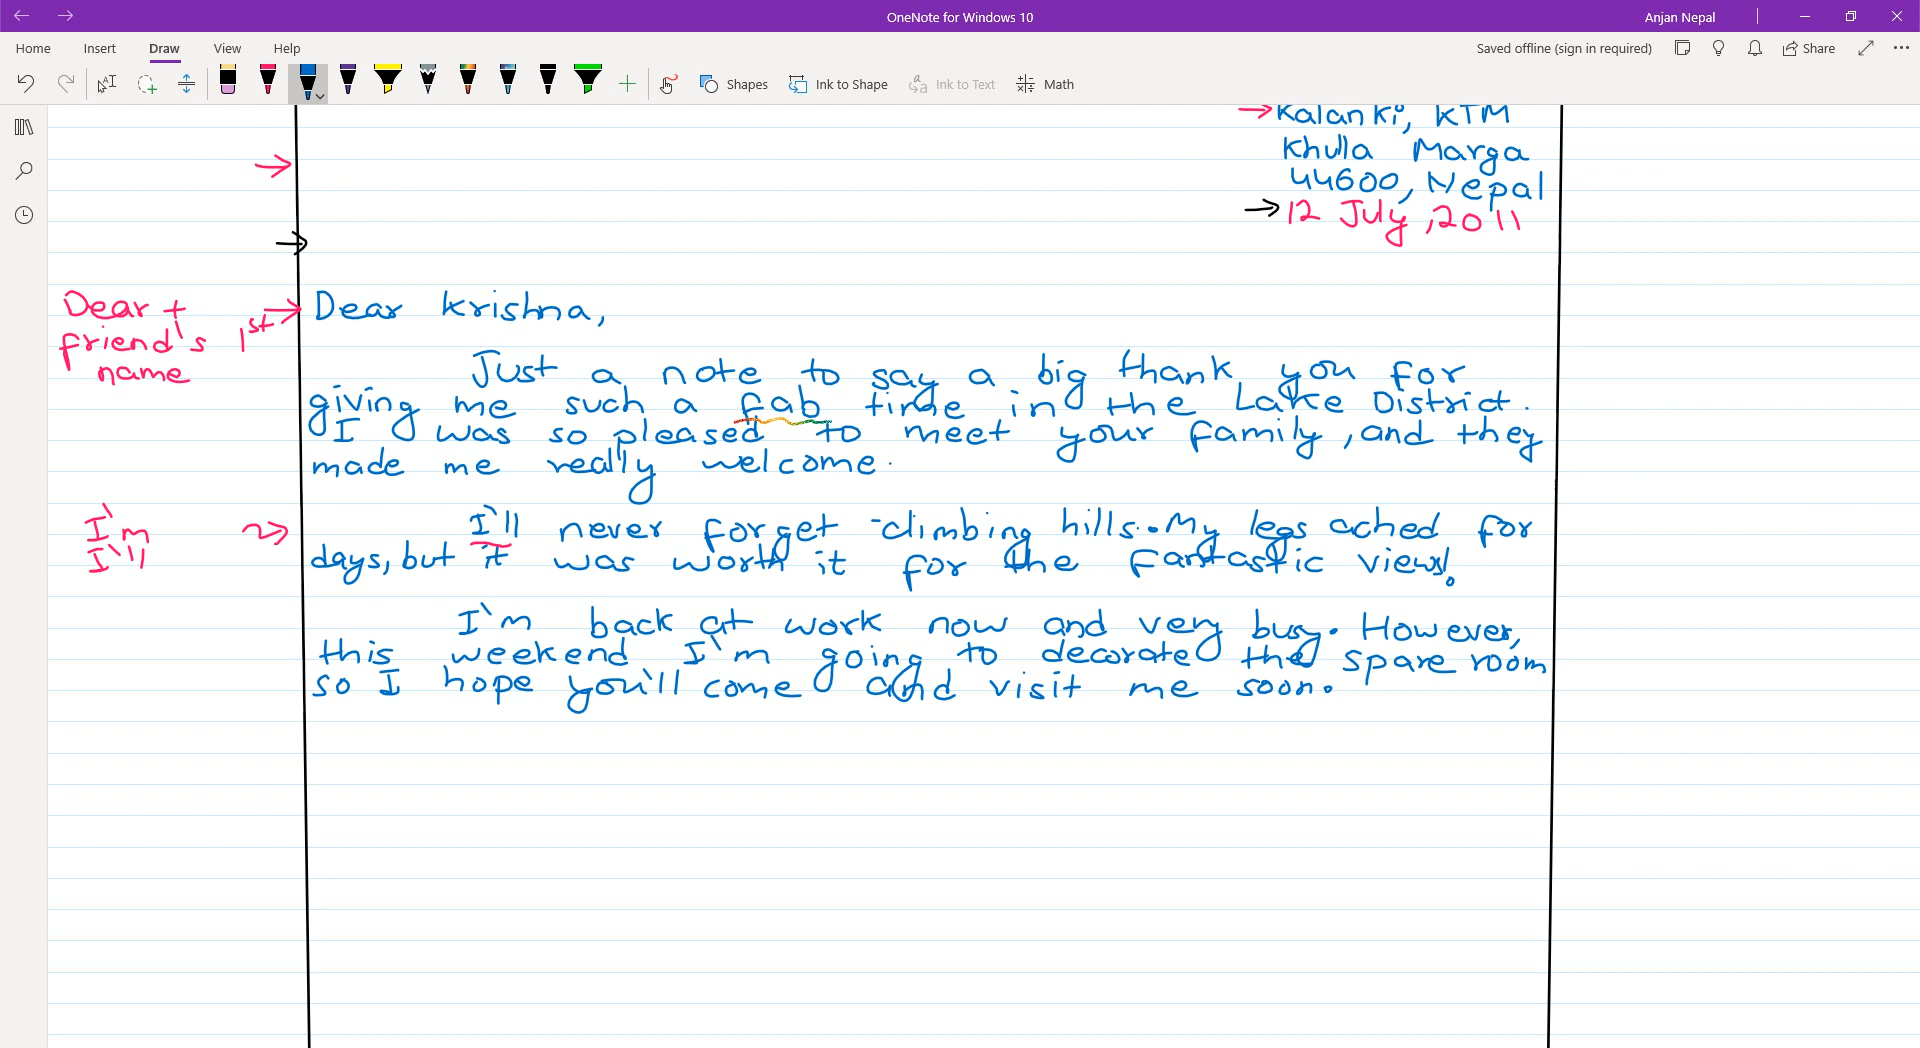 OneNote for Windows 10
Anjan Nepal
Home Insert Draw View Help
Saved offline (sign in required)
Share
Shapes
Ink to Shape
Ink to Text
Math
Kalanki, KTM
Khulla Marga
44600, Nepal
12 July, 2011
Dear +
friend's 1st
name
Dear Krishna,
Just a note to say a big thank you for
giving me such a fab time in the Lake District.
I was so pleased to meet your family, and they
made me really welcome.
I'm
I'll
I'll never forget climbing hills. My legs ached for
days, but it was worth it for the fantastic views!
I'm back at work now and very busy. However,
this weekend I'm going to decorate the spare room
so I hope you'll come and visit me soon.